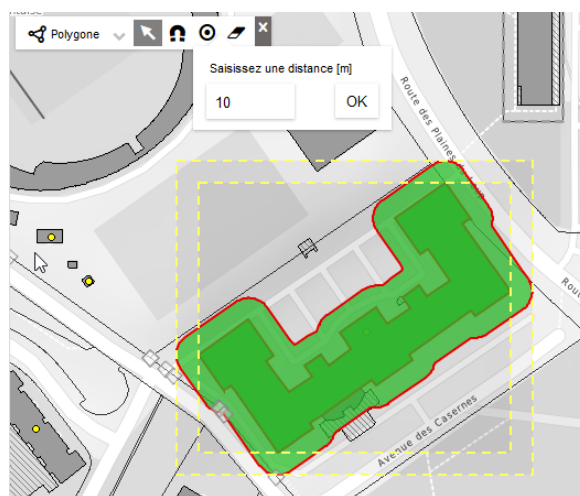 Polygone
Saisissez une distance [m]
10
OK
Route des Plaines
Avenue des Casernes